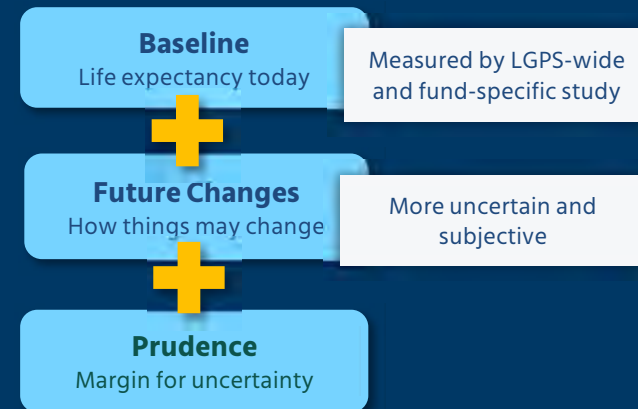 Baseline
Life expectancy today
Measured by LGPS-wide
and fund-specific study
Future Changes
How things may change
More uncertain and
subjective
Prudence
Margin for uncertainty